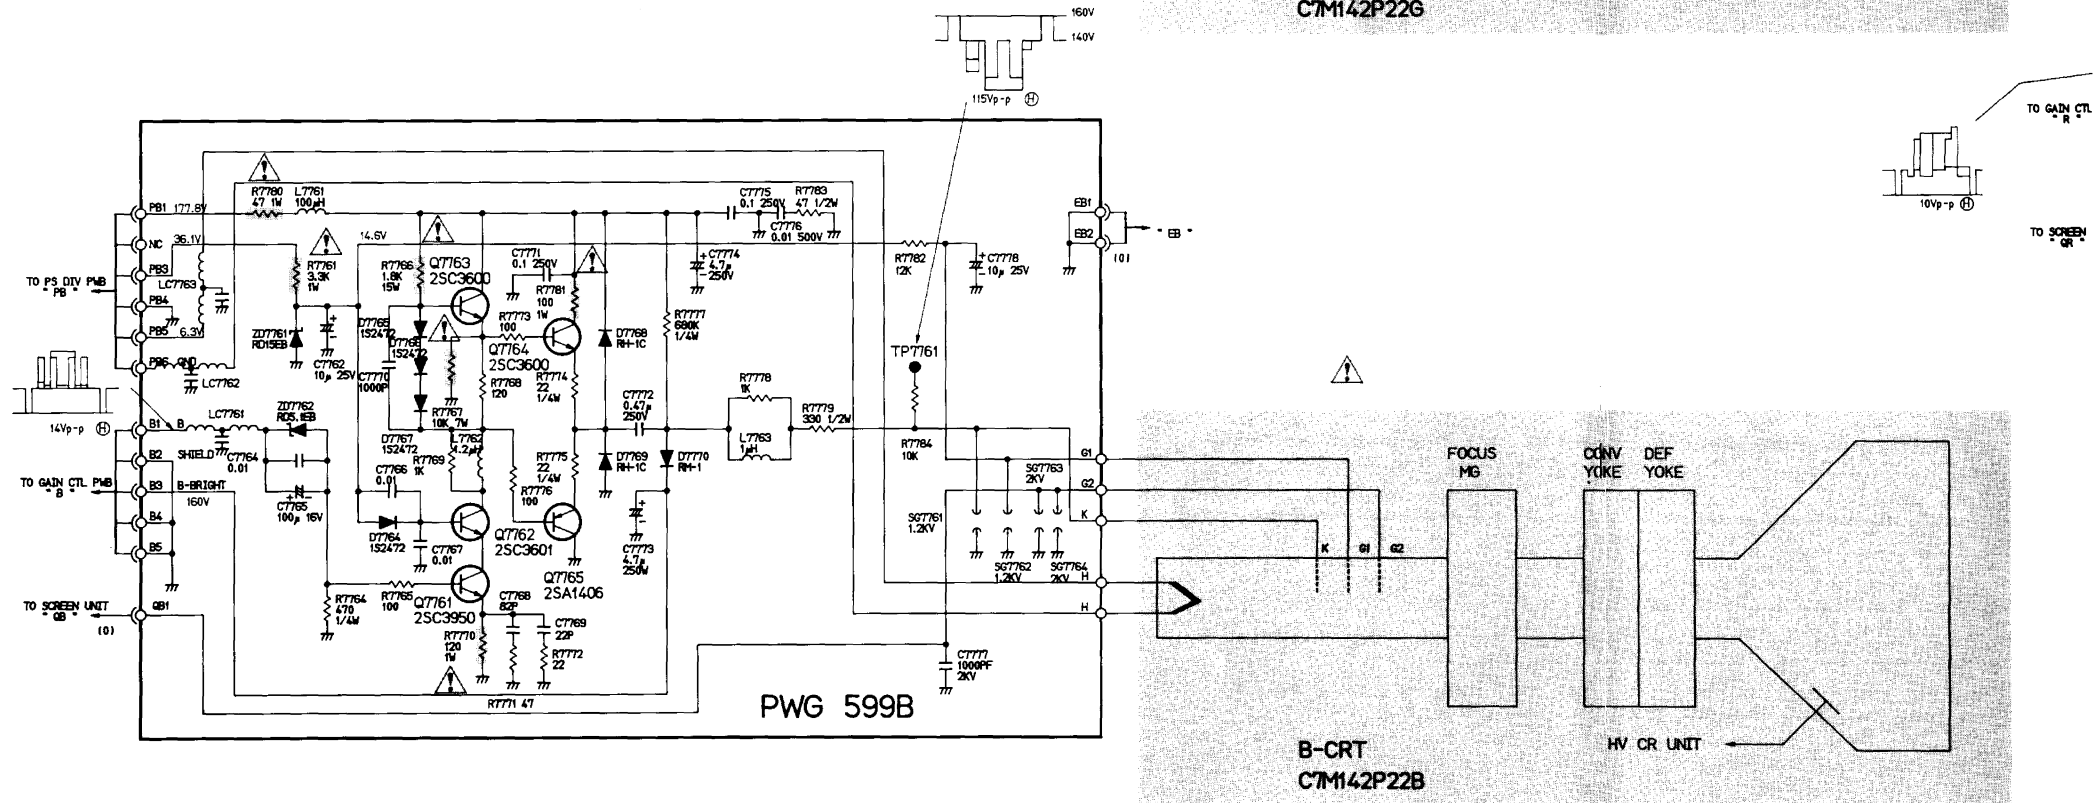 C7M142P22G
160V
140V
115Vp-p (H)
TO GAIN CTL
" R "
10Vp-p (H)
TO SCREEN
" QR "
R7780
47 1W
L7761
100μH
PB1 177.8V
NC 36.1V
PB3
PB4
PB5 6.3V
PB6 GND
TO PS DIV PWB
" PB "
LC7763
LC7762
R7761
3.3K
1W
14.6V
ZD7761
RD15EB
C7762
10μ 25V
R7766
1.8K
15W
Q7763
2SC3600
D7765
1S2472
D7766
1S2472
C7770
1000P
C7771
0.1 250V
R7781
100
1W
R7773
100
Q7764
2SC3600
R7768
120
R7774
22
1/4W
D7768
RH-1C
R7777
680K
1/4W
C7774
4.7μ
250V
C7775
0.1 250V
R7783
47 1/2W
C7776
0.01 500V
R7782
12K
C7778
10μ 25V
EB1
EB2
" EB "
(0)
TP7761
R7778
1K
L7763
1μH
R7779
330 1/2W
R7784
10K
14Vp-p (H)
B1 B
B2 SHIELD
B3 B-BRIGHT
160V
B4
B5
TO GAIN CTL PWB
" B "
LC7761
C7764
0.01
ZD7762
RD5.1EB
C7765
100μ 16V
R7767
10K 7W
D7767
1S2472
R7769
1K
L7762
4.2μH
C7766
0.01
D7764
1S2472
C7767
0.01
Q7762
2SC3601
R7775
22
1/4W
R7776
100
D7769
RH-1C
C7772
0.47μ
250V
D7770
RM-1
C7773
4.7μ
250V
Q7765
2SA1406
R7764
470
1/4W
R7765
100
Q7761
2SC3950
R7770
120
1W
C7768
82P
C7769
22P
R7772
22
R7771 47
TO SCREEN UNIT
" QB "
(0)
QB1
SG7763
2KV
SG7761
1.2KV
SG7762
1.2KV
SG7764
2KV
C7777
1000PF
2KV
G1
G2
K
H
H
PWG 599B
K G1 G2
FOCUS
MG
CONV
YOKE
DEF
YOKE
HV CR UNIT
B-CRT
C7M142P22B